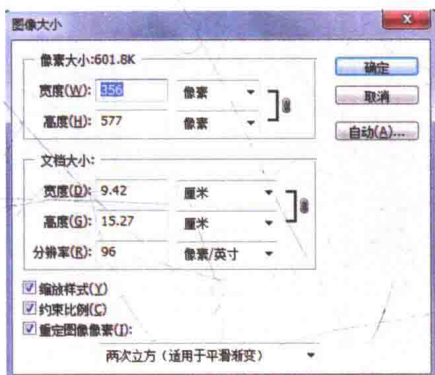 图像大小
像素大小:601.8K
宽度(W): 356 像素
高度(H): 577 像素
确定
取消
自动(A)...
文档大小:
宽度(D): 9.42 厘米
高度(G): 15.27 厘米
分辨率(R): 96 像素/英寸
缩放样式(Y)
约束比例(C)
重定图像像素(I):
两次立方（适用于平滑渐变）